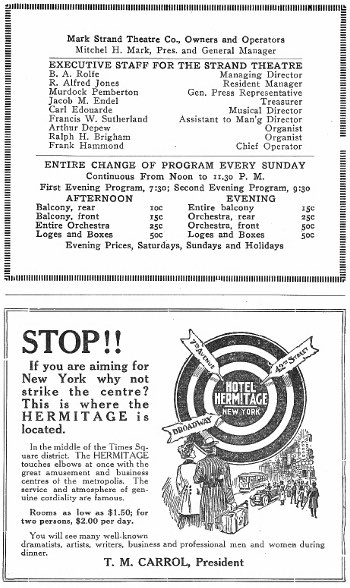 Mark Strand Theatre Co., Owners and Operators
Mitchel H. Mark, Pres. and General Manager
EXECUTIVE STAFF FOR THE STRAND THEATRE
B. A. Rolfe Managing Director
R. Alfred Jones Resident Manager
Murdock Pemberton Gen. Press Representative
Jacob M. Endel Treasurer
Carl Edouarde Musical Director
Francis W. Sutherland Assistant to Man'g Director
Arthur Depew Organist
Ralph H. Brigham Organist
Frank Hammond Chief Operator
ENTIRE CHANGE OF PROGRAM EVERY SUNDAY
Continuous From Noon to 11.30 P. M.
First Evening Program, 7:30; Second Evening Program, 9:30
AFTERNOON EVENING
Balcony, rear 10c Entire balcony 15c
Balcony, front 15c Orchestra, rear 25c
Entire Orchestra 25c Orchestra, front 50c
Loges and Boxes 50c Loges and Boxes 50c
Evening Prices, Saturdays, Sundays and Holidays
STOP!!
If you are aiming for
New York why not
strike the centre?
This is where the
HERMITAGE is
located.
In the middle of the Times Sq-
uare district. The HERMITAGE
touches elbows at once with the
great amusement and business
centres of the metropolis. The
service and atmosphere of gen-
uine cordiality are famous.
Rooms as low as $1.50; for
two persons, $2.00 per day.
You will see many well-known
dramatists, artists, writers, business and professional men and women during
dinner.
T. M. CARROL, President
7TH AVENUE
42ND STREET
HOTEL
HERMITAGE
NEW YORK
BROADWAY